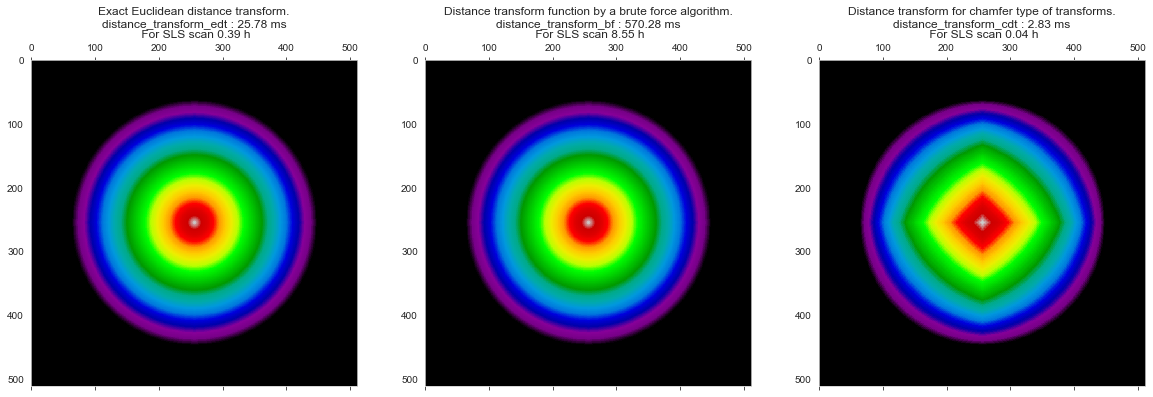 Exact Euclidean distance transform.
distance_transform_edt : 25.78 ms
For SLS scan 0.39 h
0 100 200 300 400 500
0
100
200
300
400
500
Distance transform function by a brute force algorithm.
distance_transform_bf : 570.28 ms
For SLS scan 8.55 h
0 100 200 300 400 500
0
100
200
300
400
500
Distance transform for chamfer type of transforms.
distance_transform_cdt : 2.83 ms
For SLS scan 0.04 h
0 100 200 300 400 500
0
100
200
300
400
500